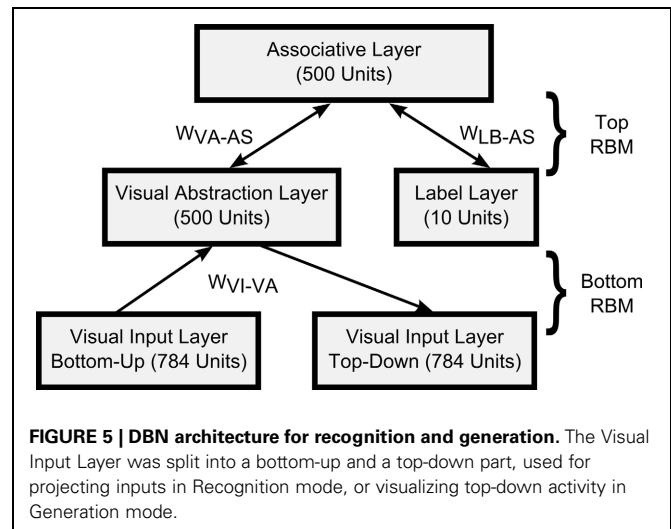 Associative Layer
(500 Units)
W_VA-AS
W_LB-AS
Top
RBM
Visual Abstraction Layer
(500 Units)
Label Layer
(10 Units)
W_VI-VA
Bottom
RBM
Visual Input Layer
Bottom-Up (784 Units)
Visual Input Layer
Top-Down (784 Units)
FIGURE 5 | DBN architecture for recognition and generation. The Visual
Input Layer was split into a bottom-up and a top-down part, used for
projecting inputs in Recognition mode, or visualizing top-down activity in
Generation mode.